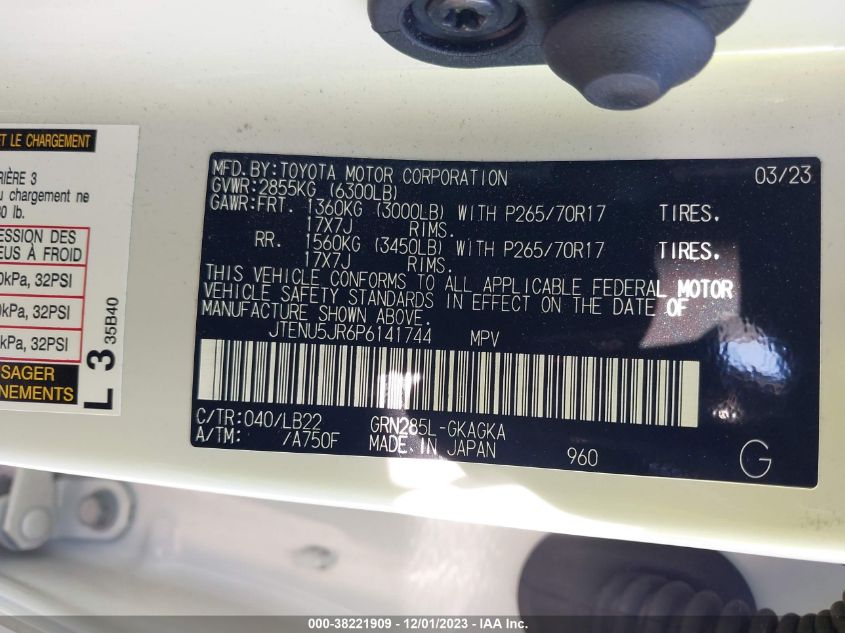 ET LE CHARGEMENT
RIÈRE 3
u chargement ne
0 lb.
ESSION DES
EUS À FROID
0kPa, 32PSI
0kPa, 32PSI
kPa, 32PSI
SAGER
NEMENTS
L 3 35B40
MFD.BY:TOYOTA MOTOR CORPORATION 03/23
GVWR:2855KG (6300LB)
GAWR:FRT. 1360KG (3000LB) WITH P265/70R17 TIRES.
17X7J RIMS.
RR. 1560KG (3450LB) WITH P265/70R17 TIRES.
17X7J RIMS.
THIS VEHICLE CONFORMS TO ALL APPLICABLE FEDERAL MOTOR
VEHICLE SAFETY STANDARDS IN EFFECT ON THE DATE OF
MANUFACTURE SHOWN ABOVE.
JTENU5JR6P6141744 MPV
C/TR:040/LB22 GRN285L-GKAGKA
A/TM: /A750F MADE IN JAPAN 960 G
000-38221909 - 12/01/2023 - IAA Inc.